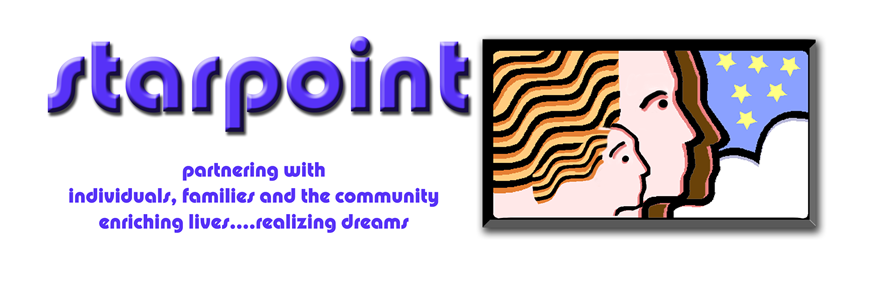 starpoint
partnering with
individuals, families and the community
enriching lives....realizing dreams